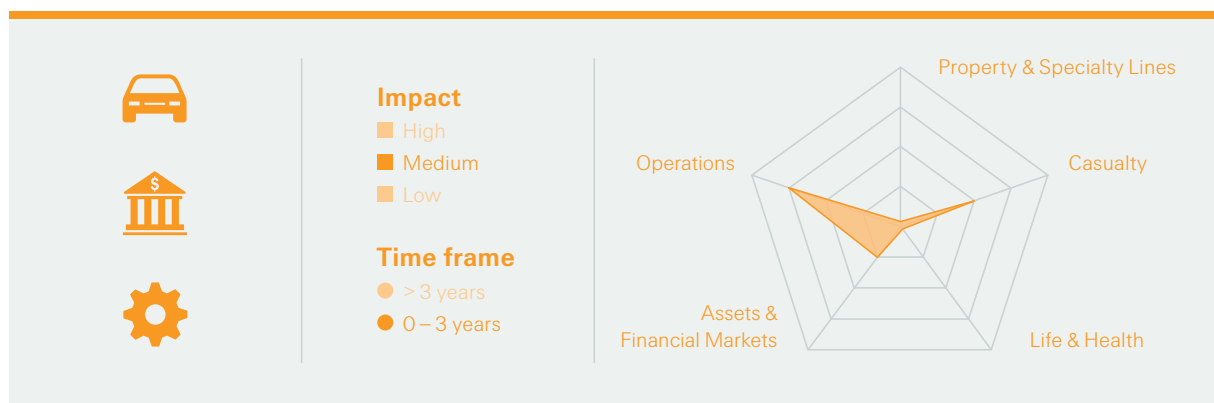 $
Impact
High
Medium
Low
Time frame
> 3 years
0 – 3 years
Property & Specialty Lines
Operations
Casualty
Assets &
Financial Markets
Life & Health